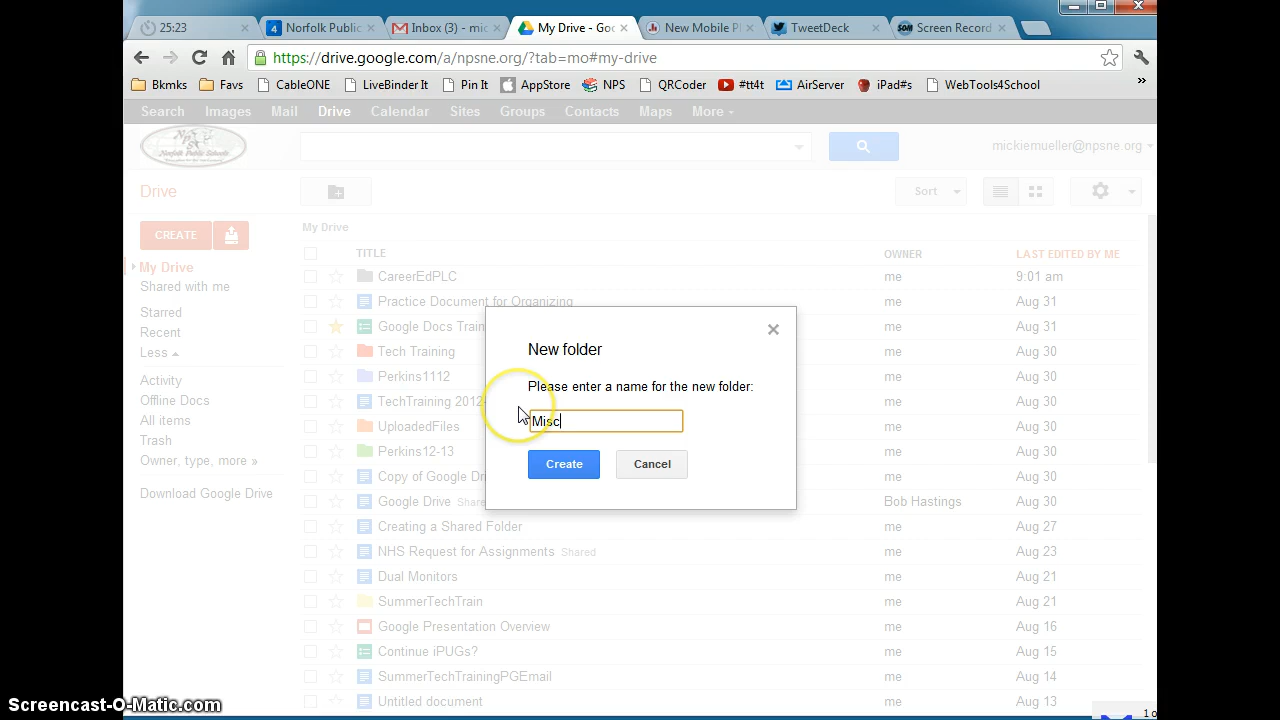 25:23
Norfolk Public
Inbox (3) - mic
My Drive - Goo
New Mobile Pl
TweetDeck
Screen Record
https://drive.google.com/a/npsne.org/?tab=mo#my-drive
Bkmks Favs CableONE LiveBinder It Pin It AppStore NPS QRCoder #tt4t AirServer iPad#s WebTools4School »
Search Images Mail Drive Calendar Sites Groups Contacts Maps More
Norfolk Public Schools
mickiemueller@npsne.org
Drive
Sort
CREATE
My Drive
Shared with me
Starred
Recent
Less
Activity
Offline Docs
All items
Trash
Owner, type, more »
Download Google Drive
My Drive
TITLE OWNER LAST EDITED BY ME
CareerEdPLC me 9:01 am
Practice Document for Organizing me Aug 31
Google Docs Train me Aug 31
Tech Training me Aug 30
Perkins1112 me Aug 30
TechTraining 2012- me Aug 30
UploadedFiles me Aug 30
Perkins12-13 me Aug 30
Copy of Google Dri me Aug 30
Google Drive Share Bob Hastings Aug 30
Creating a Shared Folder me Aug 27
NHS Request for Assignments Shared me Aug 23
Dual Monitors me Aug 21
SummerTechTrain me Aug 21
Google Presentation Overview me Aug 16
Continue iPUGs? me Aug 15
SummerTechTrainingPGEmail me Aug 14
Untitled document me Aug 13
New folder
Please enter a name for the new folder:
Misc
Create Cancel
Screencast-O-Matic.com